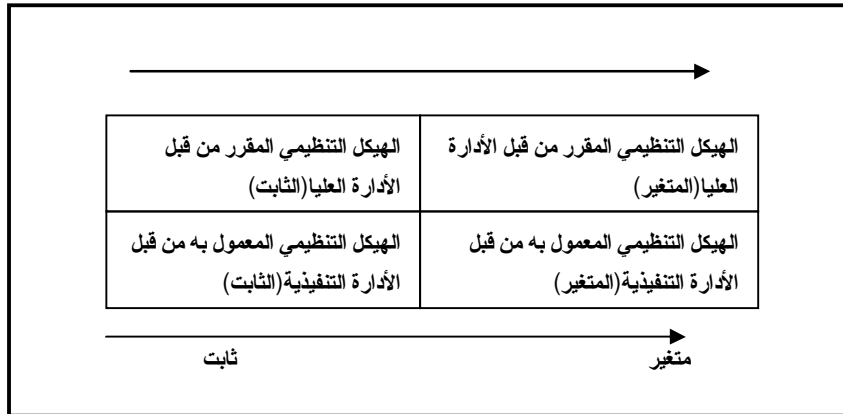 الهيكل التنظيمي المقرر من قبل الأدارة
العليا(المتغير)
الهيكل التنظيمي المقرر من قبل
الأدارة العليا(الثابت)
الهيكل التنظيمي المعمول به من قبل
الأدارة التنفيذية(المتغير)
الهيكل التنظيمي المعمول به من قبل
الأدارة التنفيذية(الثابت)
متغير
ثابت